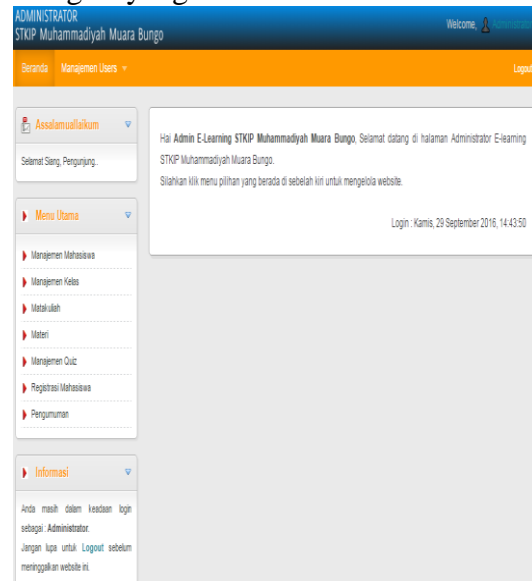 ADMINISTRATOR
STKIP Muhammadiyah Muara Bungo
Welcome, Administrator
Beranda Manajemen Users
Logout
Assalamuallaikum
Selamat Siang, Pengunjung..
Hai Admin E-Learning STKIP Muhammadiyah Muara Bungo, Selamat datang di halaman Administrator E-learning
STKIP Muhammadiyah Muara Bungo.
Silahkan klik menu pilihan yang berada di sebelah kiri untuk mengelola website.
Login : Kamis, 29 September 2016, 14:43:50
Menu Utama
Manajemen Mahasiswa
Manajemen Kelas
Matakuliah
Materi
Manajemen Quiz
Registrasi Mahasiswa
Pengumuman
Informasi
Anda masih dalam keadaan login
sebagai : Administrator.
Jangan lupa untuk Logout sebelum
meninggalkan website ini.